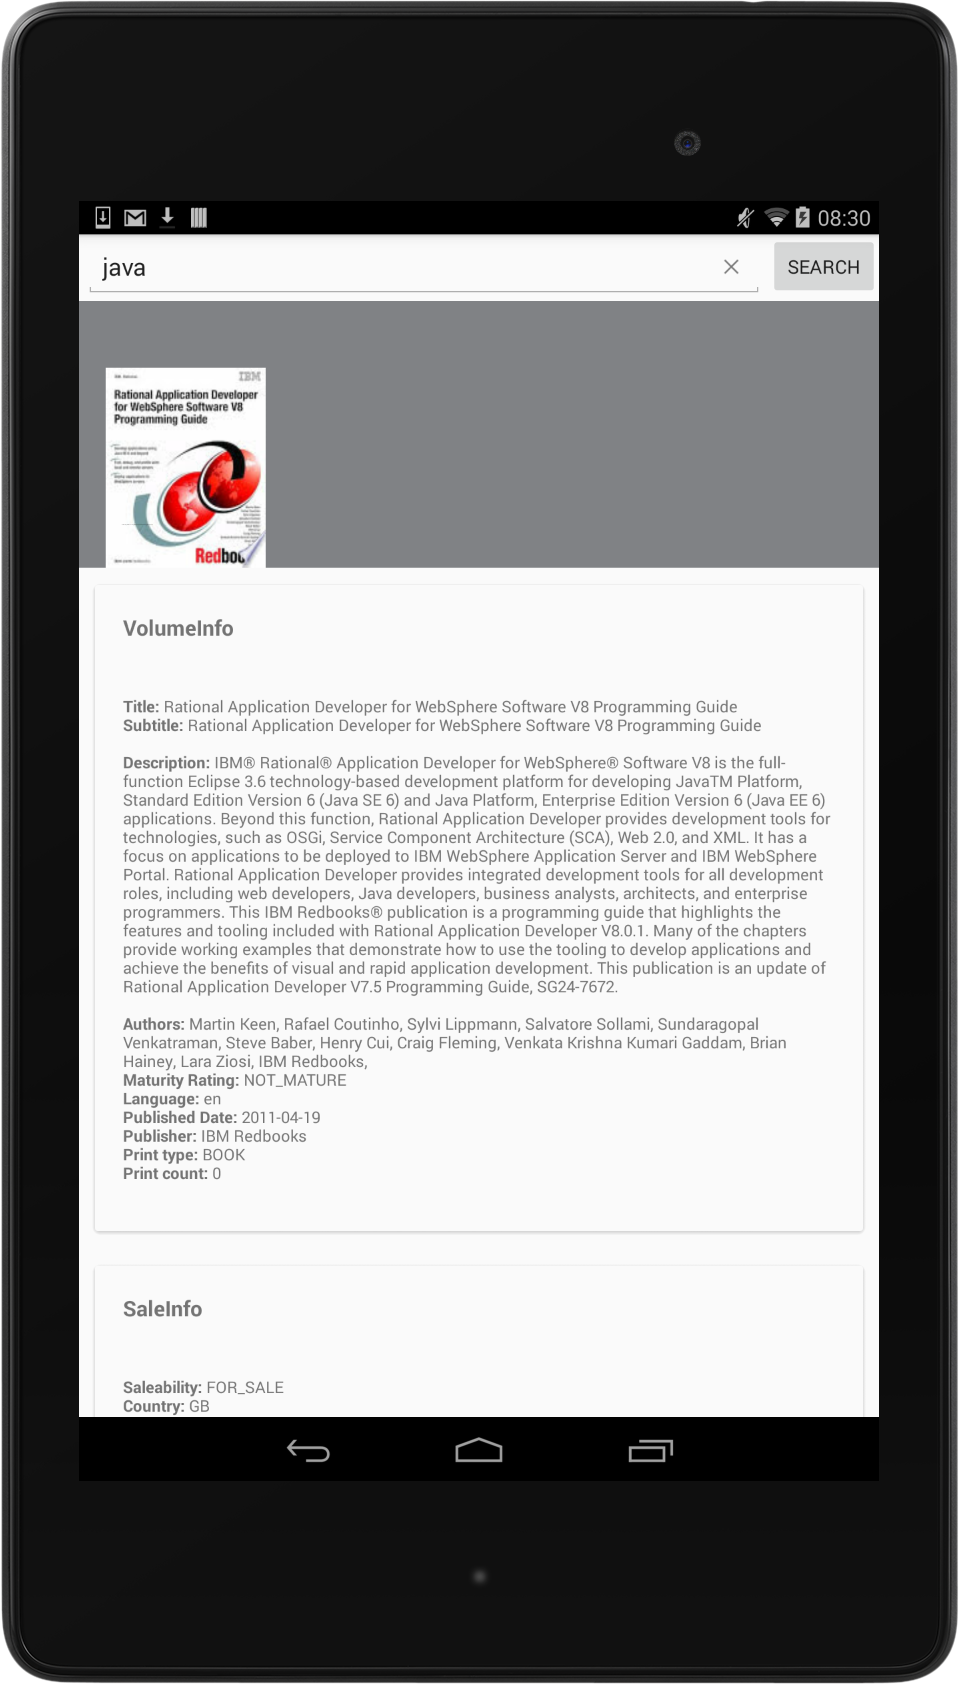 08:30
java
SEARCH
IBM
Rational Application Developer
for WebSphere Software V8
Programming Guide
Redboo
VolumeInfo
Title: Rational Application Developer for WebSphere Software V8 Programming Guide
Subtitle: Rational Application Developer for WebSphere Software V8 Programming Guide
Description: IBM® Rational® Application Developer for WebSphere® Software V8 is the full-
function Eclipse 3.6 technology-based development platform for developing JavaTM Platform,
Standard Edition Version 6 (Java SE 6) and Java Platform, Enterprise Edition Version 6 (Java EE 6)
applications. Beyond this function, Rational Application Developer provides development tools for
technologies, such as OSGi, Service Component Architecture (SCA), Web 2.0, and XML. It has a
focus on applications to be deployed to IBM WebSphere Application Server and IBM WebSphere
Portal. Rational Application Developer provides integrated development tools for all development
roles, including web developers, Java developers, business analysts, architects, and enterprise
programmers. This IBM Redbooks® publication is a programming guide that highlights the
features and tooling included with Rational Application Developer V8.0.1. Many of the chapters
provide working examples that demonstrate how to use the tooling to develop applications and
achieve the benefits of visual and rapid application development. This publication is an update of
Rational Application Developer V7.5 Programming Guide, SG24-7672.
Authors: Martin Keen, Rafael Coutinho, Sylvi Lippmann, Salvatore Sollami, Sundaragopal
Venkatraman, Steve Baber, Henry Cui, Craig Fleming, Venkata Krishna Kumari Gaddam, Brian
Hainey, Lara Ziosi, IBM Redbooks,
Maturity Rating: NOT_MATURE
Language: en
Published Date: 2011-04-19
Publisher: IBM Redbooks
Print type: BOOK
Print count: 0
SaleInfo
Saleability: FOR_SALE
Country: GB